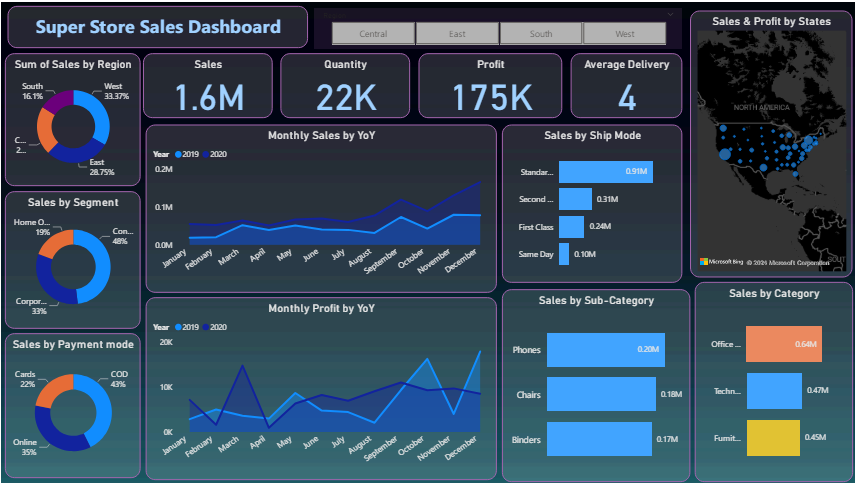 Super Store Sales Dashboard
Central
East
South
West
Sales & Profit by States
NORTH AMERICA
Microsoft Bing
© 2021 Microsoft Corporation
SOUT
Sum of Sales by Region
South
16.1%
West
33.37%
C...
2...
East
28.75%
Sales
1.6M
Quantity
22K
Profit
175K
Average Delivery
4
Monthly Sales by YoY
Year 2019 2020
0.2M
0.1M
0.0M
January
February
March
April
May
June
July
August
September
October
November
December
Sales by Ship Mode
Standar...
0.91M
Second ...
0.31M
First Class
0.24M
Same Day
0.10M
Sales by Segment
Home O...
19%
Con...
48%
Corpor...
33%
Monthly Profit by YoY
Year 2019 2020
20K
10K
0K
January
February
March
April
May
June
July
August
September
October
November
December
Sales by Sub-Category
Phones
0.20M
Chairs
0.18M
Binders
0.17M
Sales by Category
Office ...
0.64M
Techn...
0.47M
Furnit...
0.45M
Sales by Payment mode
Cards
22%
COD
43%
Online
35%